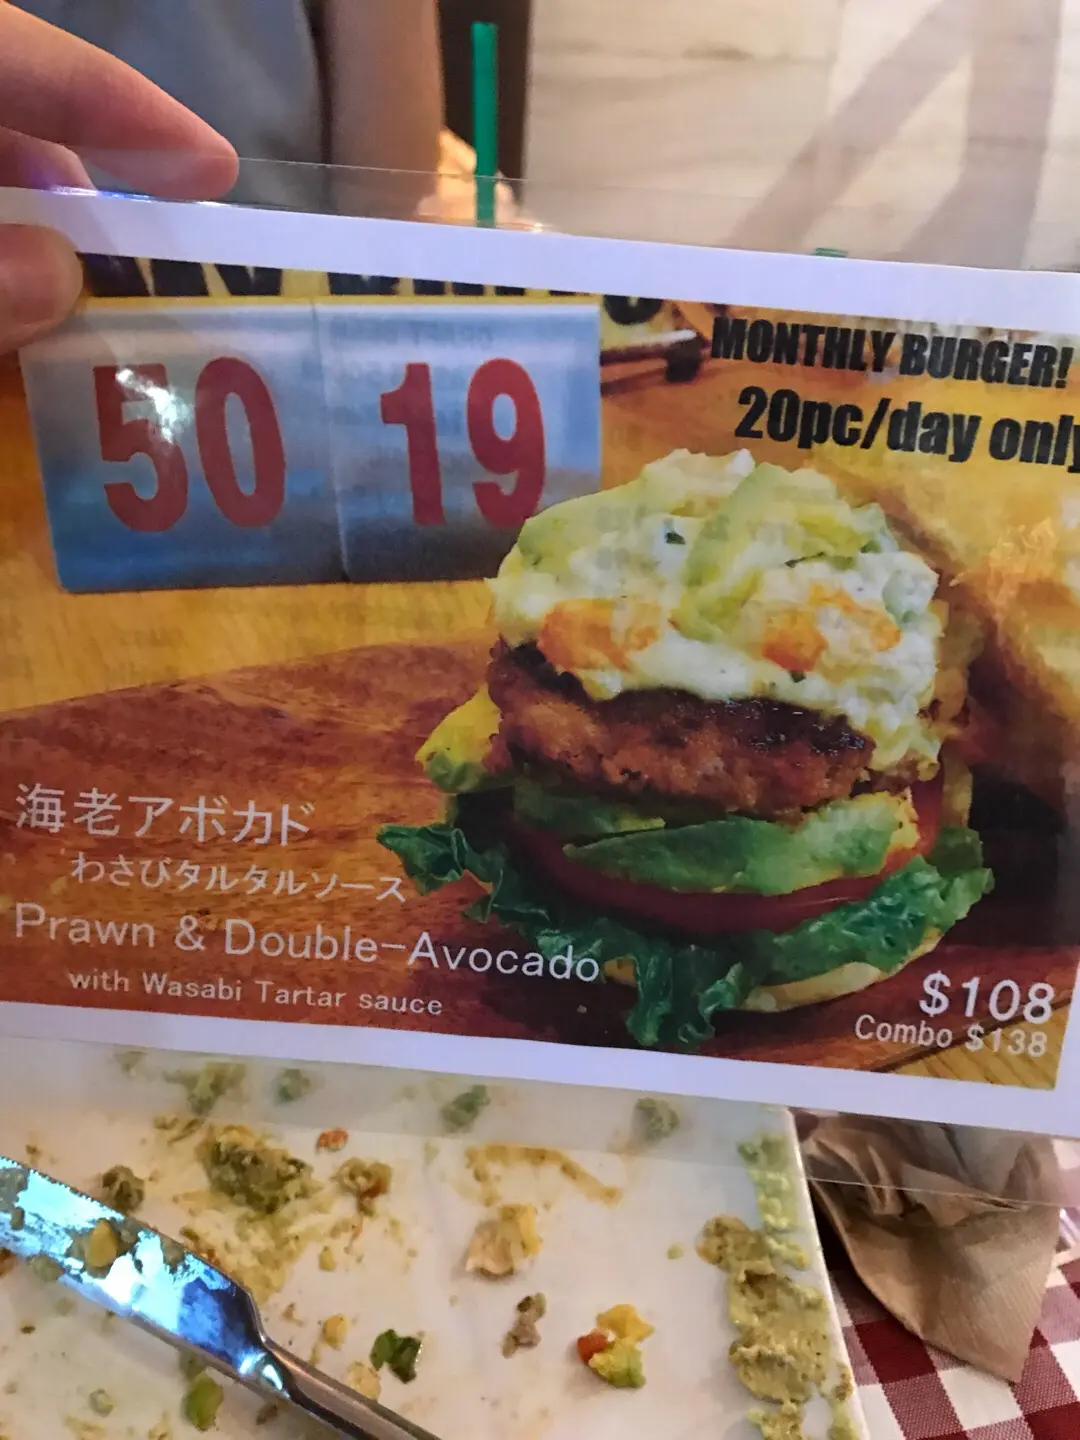 50 19
MONTHLY BURGER!
20pc/day only
海老アボカド
わさびタルタルソース
Prawn & Double-Avocado
with Wasabi Tartar sauce
$108
Combo $138